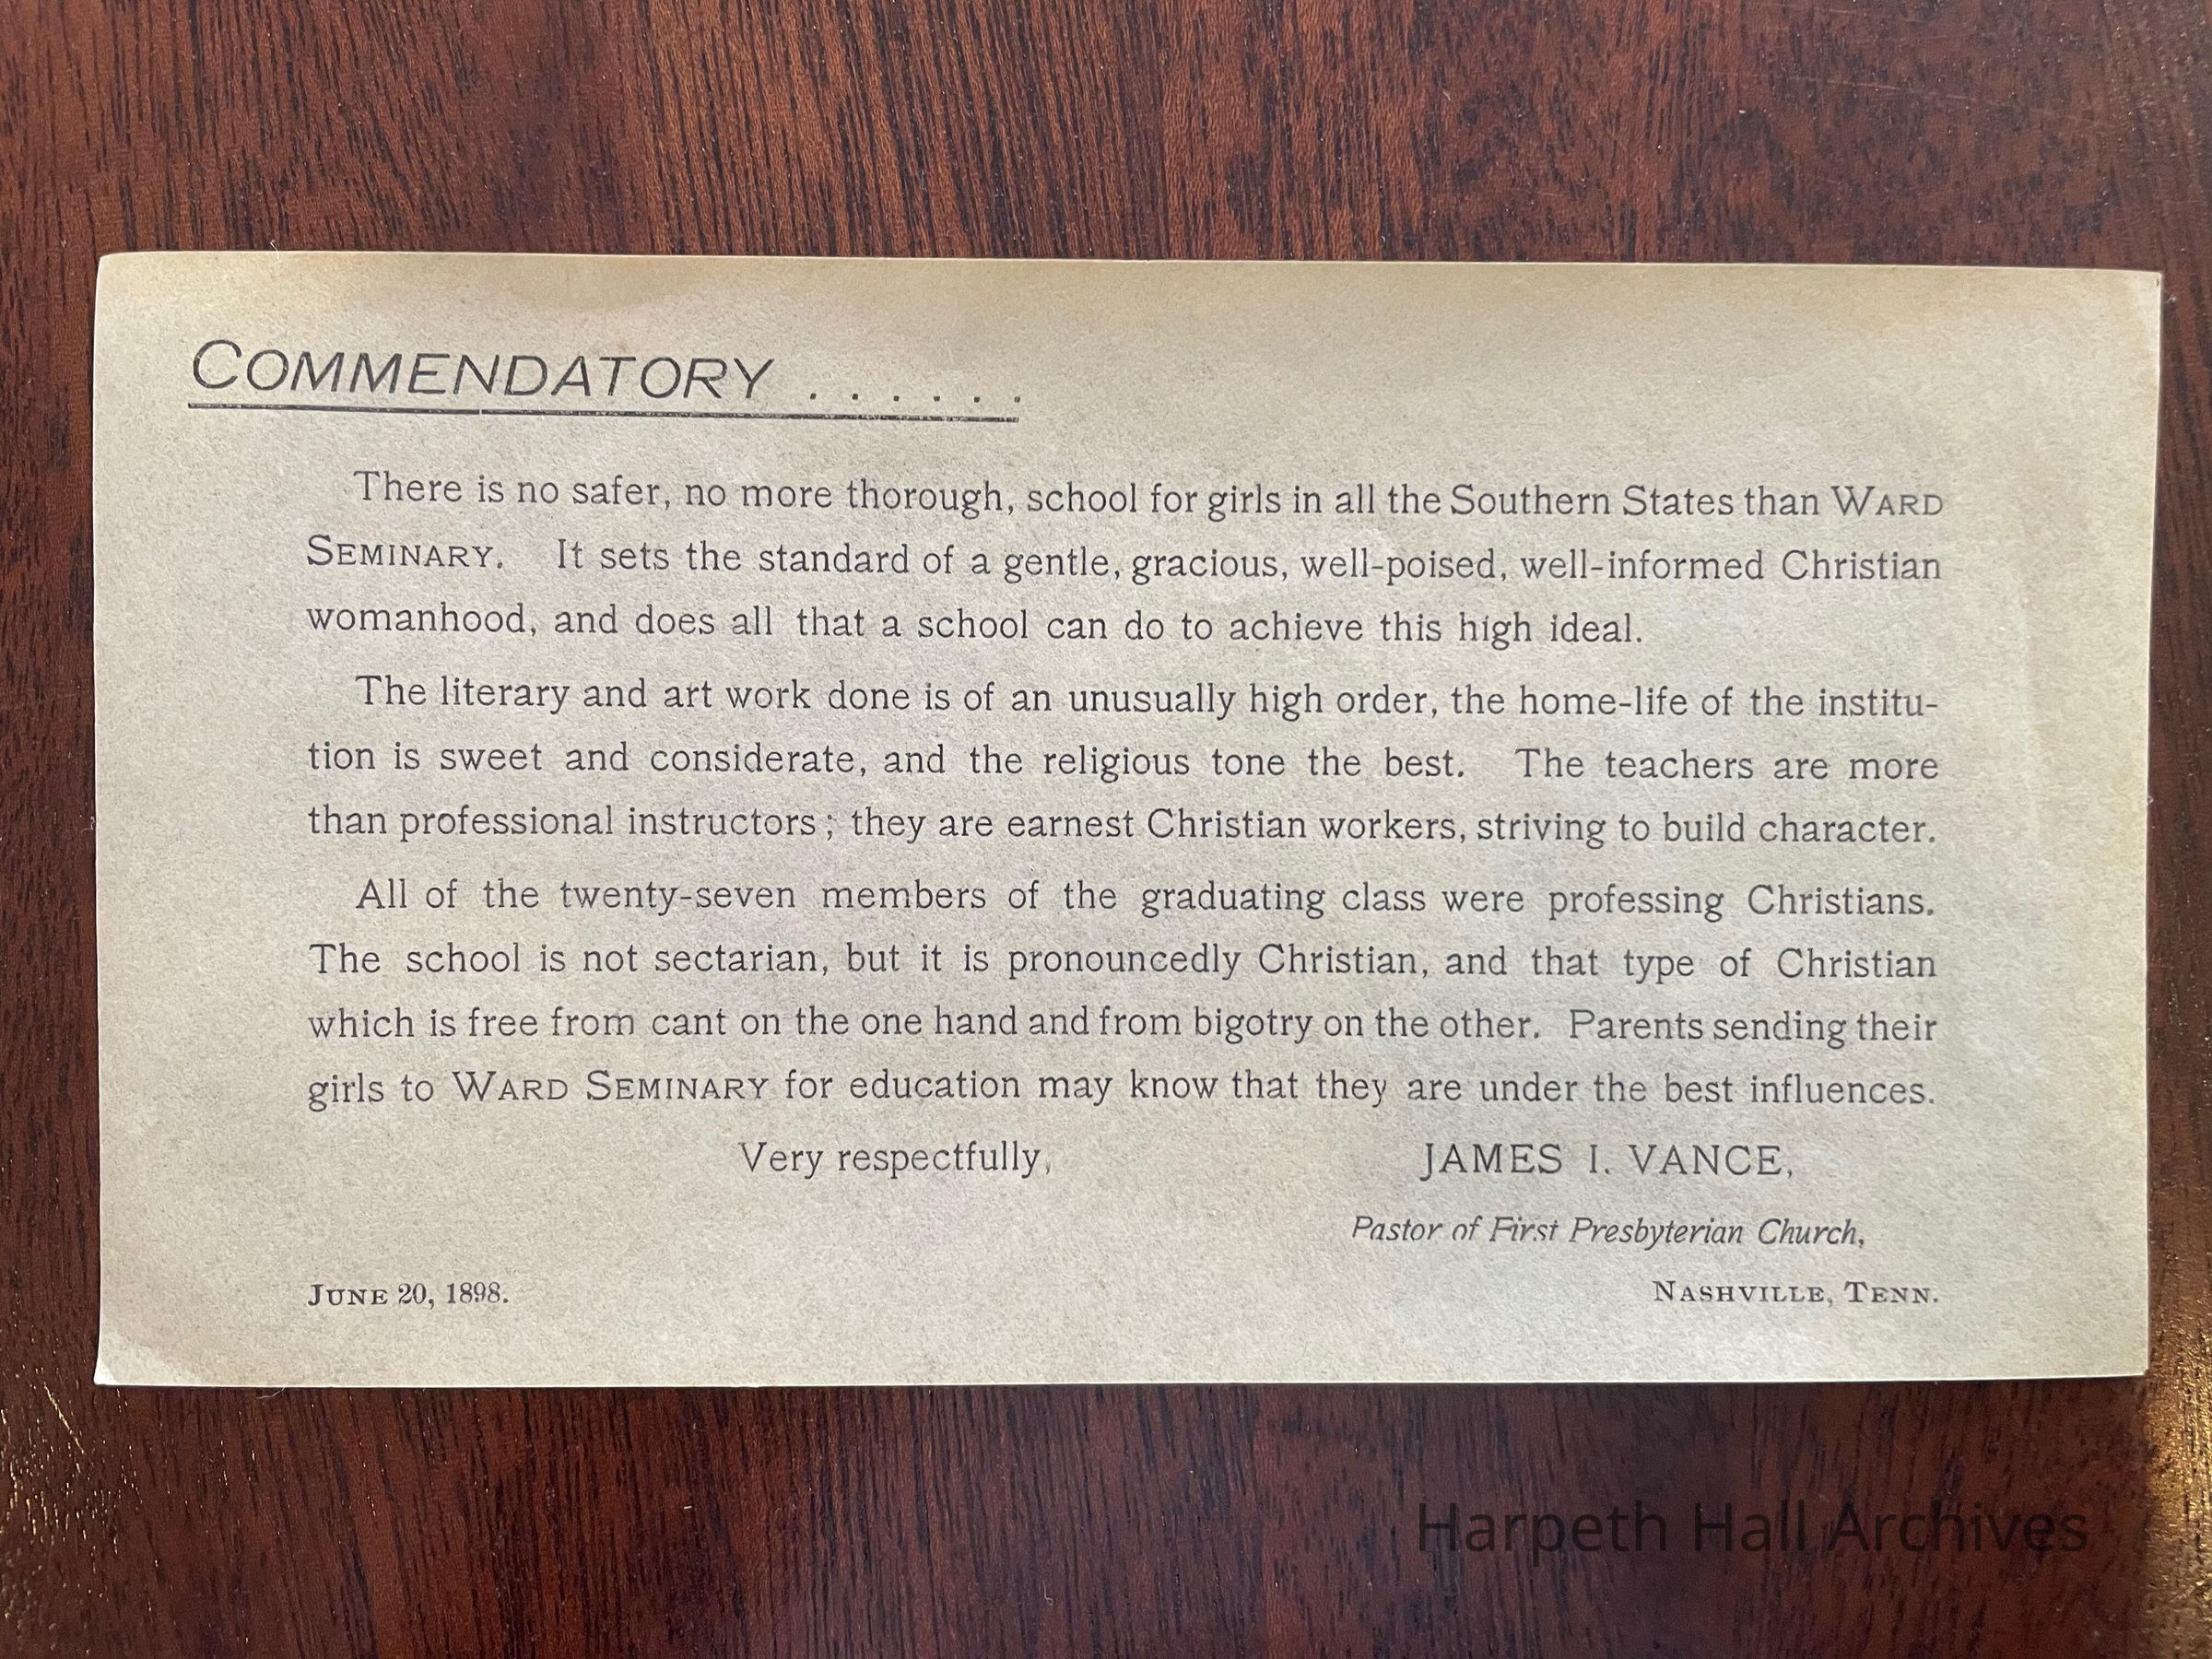 COMMENDATORY ......
There is no safer, no more thorough, school for girls in all the Southern States than WARD
SEMINARY. It sets the standard of a gentle, gracious, well-poised, well-informed Christian
womanhood, and does all that a school can do to achieve this high ideal.
The literary and art work done is of an unusually high order, the home-life of the institu-
tion is sweet and considerate, and the religious tone the best. The teachers are more
than professional instructors; they are earnest Christian workers, striving to build character.
All of the twenty-seven members of the graduating class were professing Christians.
The school is not sectarian, but it is pronouncedly Christian, and that type of Christian
which is free from cant on the one hand and from bigotry on the other. Parents sending their
girls to WARD SEMINARY for education may know that they are under the best influences.
Very respectfully, JAMES I. VANCE,
Pastor of First Presbyterian Church,
JUNE 20, 1898. NASHVILLE, TENN.
Harpeth Hall Archives